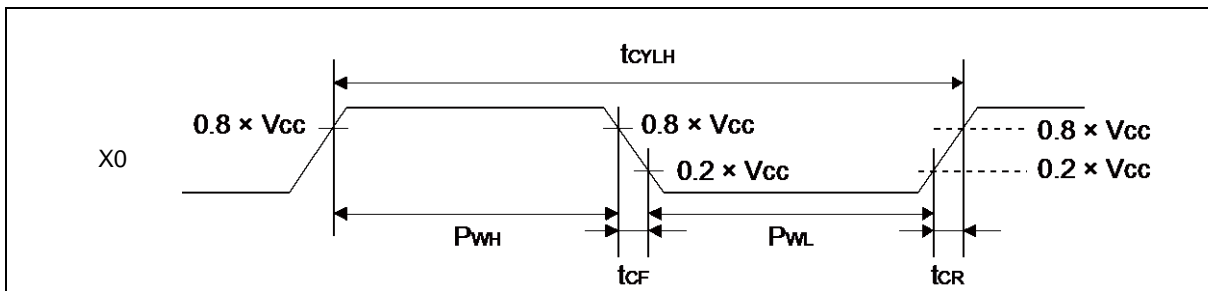 tCYLH
0.8 × Vcc
0.8 × Vcc
0.8 × Vcc
X0
0.2 × Vcc
0.2 × Vcc
PWH
PWL
tCF
tCR